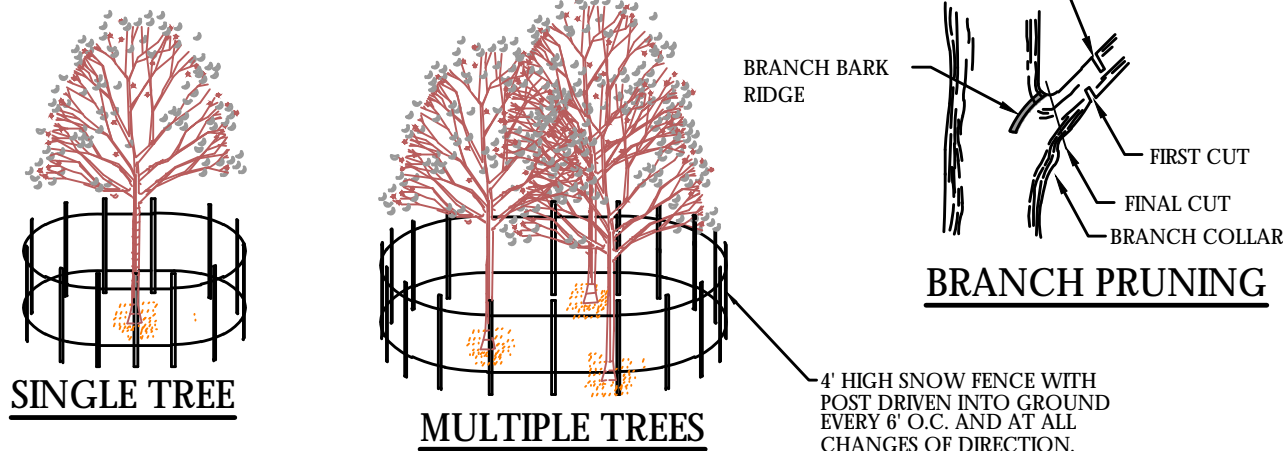 BRANCH BARK
RIDGE
FIRST CUT
FINAL CUT
BRANCH COLLAR
BRANCH PRUNING
SINGLE TREE
MULTIPLE TREES
4' HIGH SNOW FENCE WITH
POST DRIVEN INTO GROUND
EVERY 6' O.C. AND AT ALL
CHANGES OF DIRECTION.